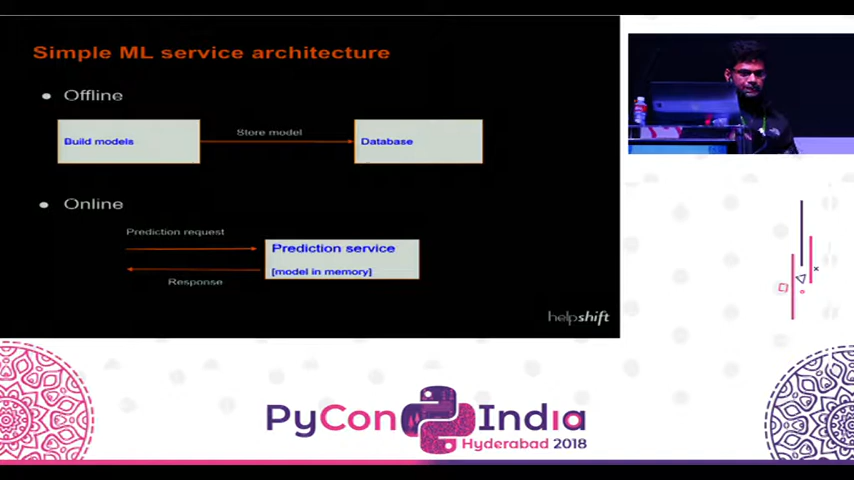 Simple ML service architecture
Offline
Build models
Store model
Database
Online
Prediction request
Prediction service
[model in memory]
Response
helpshift
PyCon India
Hyderabad 2018